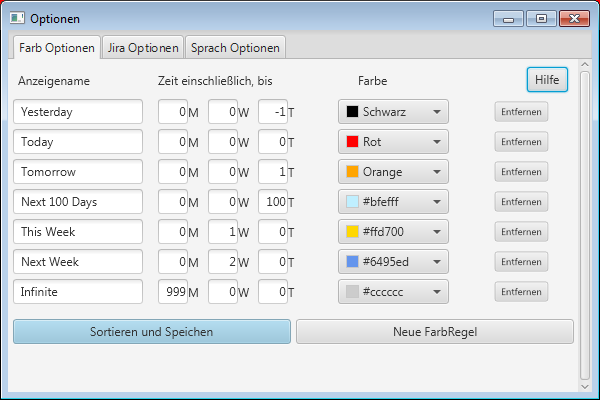 Optionen
Farb Optionen Jira Optionen Sprach Optionen
Anzeigename Zeit einschließlich, bis Farbe Hilfe
Yesterday 0 M 0 W -1 T Schwarz Entfernen
Today 0 M 0 W 0 T Rot Entfernen
Tomorrow 0 M 0 W 1 T Orange Entfernen
Next 100 Days 0 M 0 W 100 T #bfefff Entfernen
This Week 0 M 1 W 0 T #ffd700 Entfernen
Next Week 0 M 2 W 0 T #6495ed Entfernen
Infinite 999 M 0 W 0 T #cccccc Entfernen
Sortieren und Speichen Neue FarbRegel